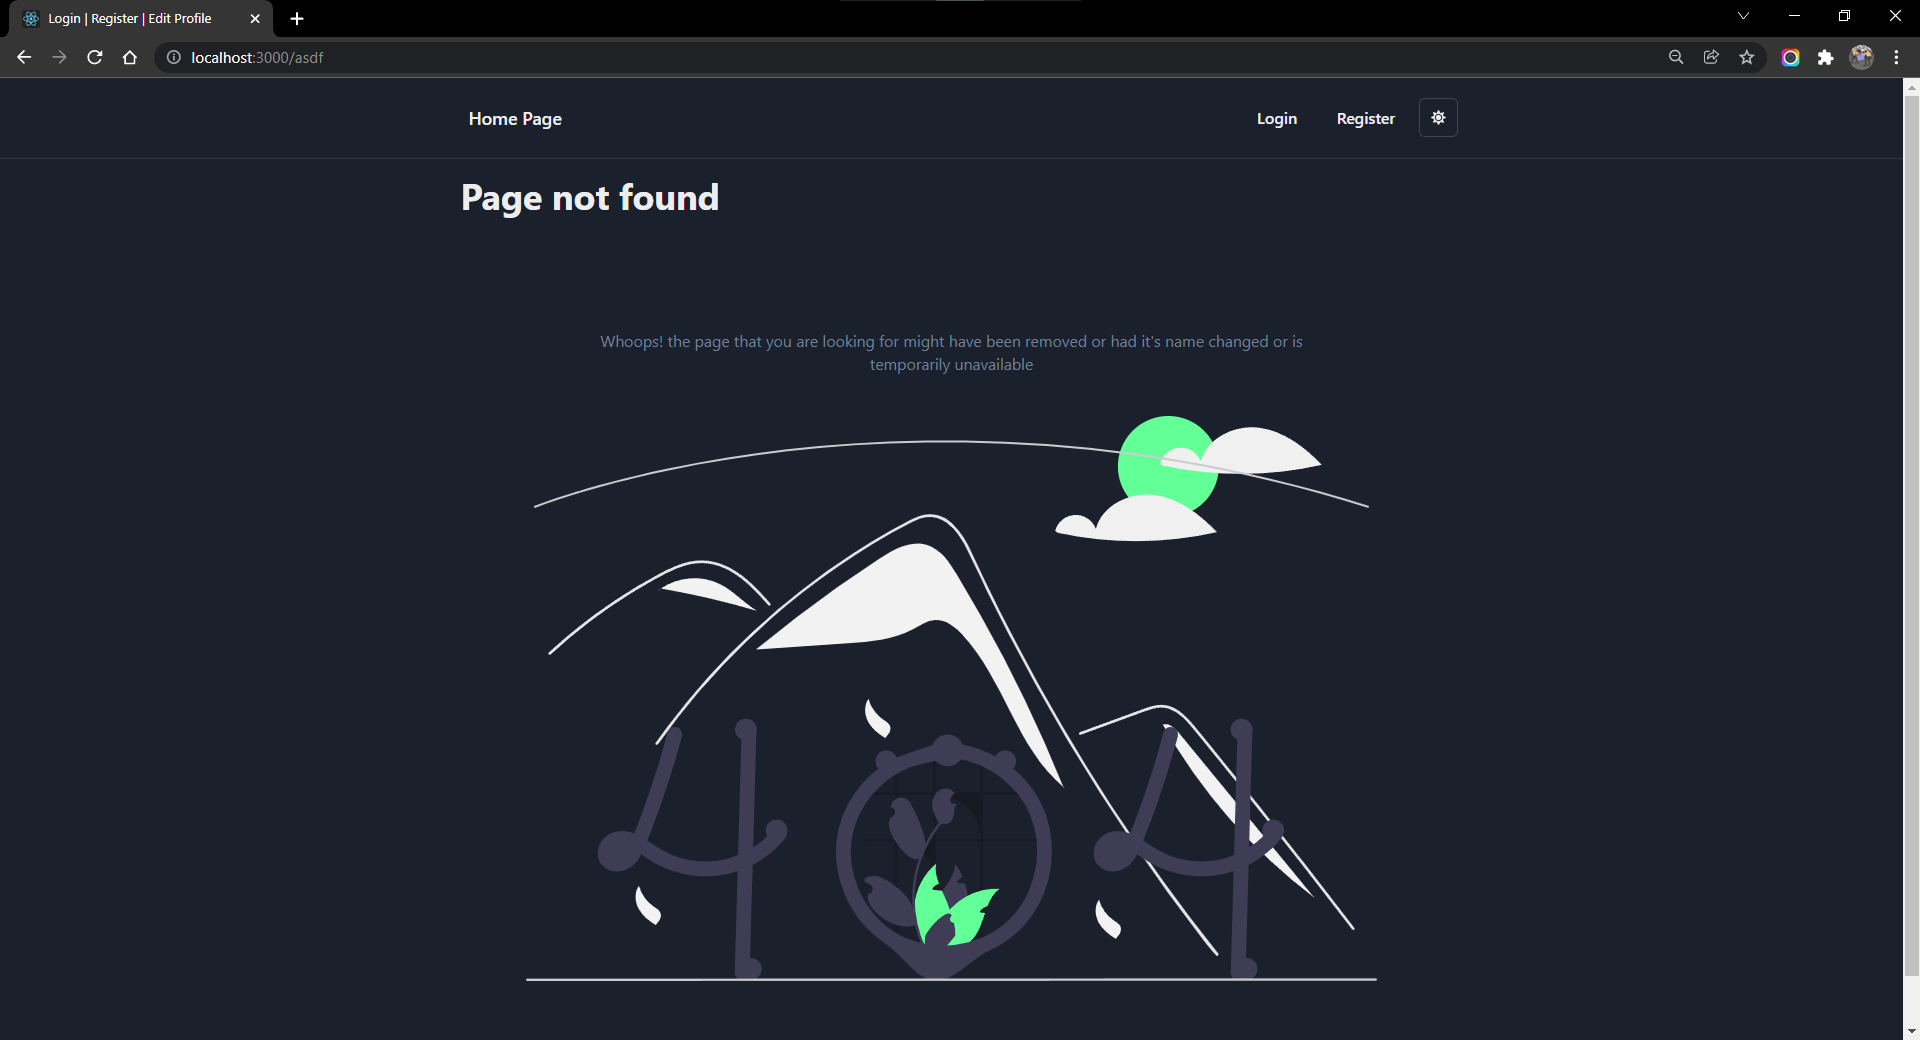 Login | Register | Edit Profile
localhost:3000/asdf
Home Page
Login
Register
Page not found
Whoops! the page that you are looking for might have been removed or had it's name changed or is
temporarily unavailable
404